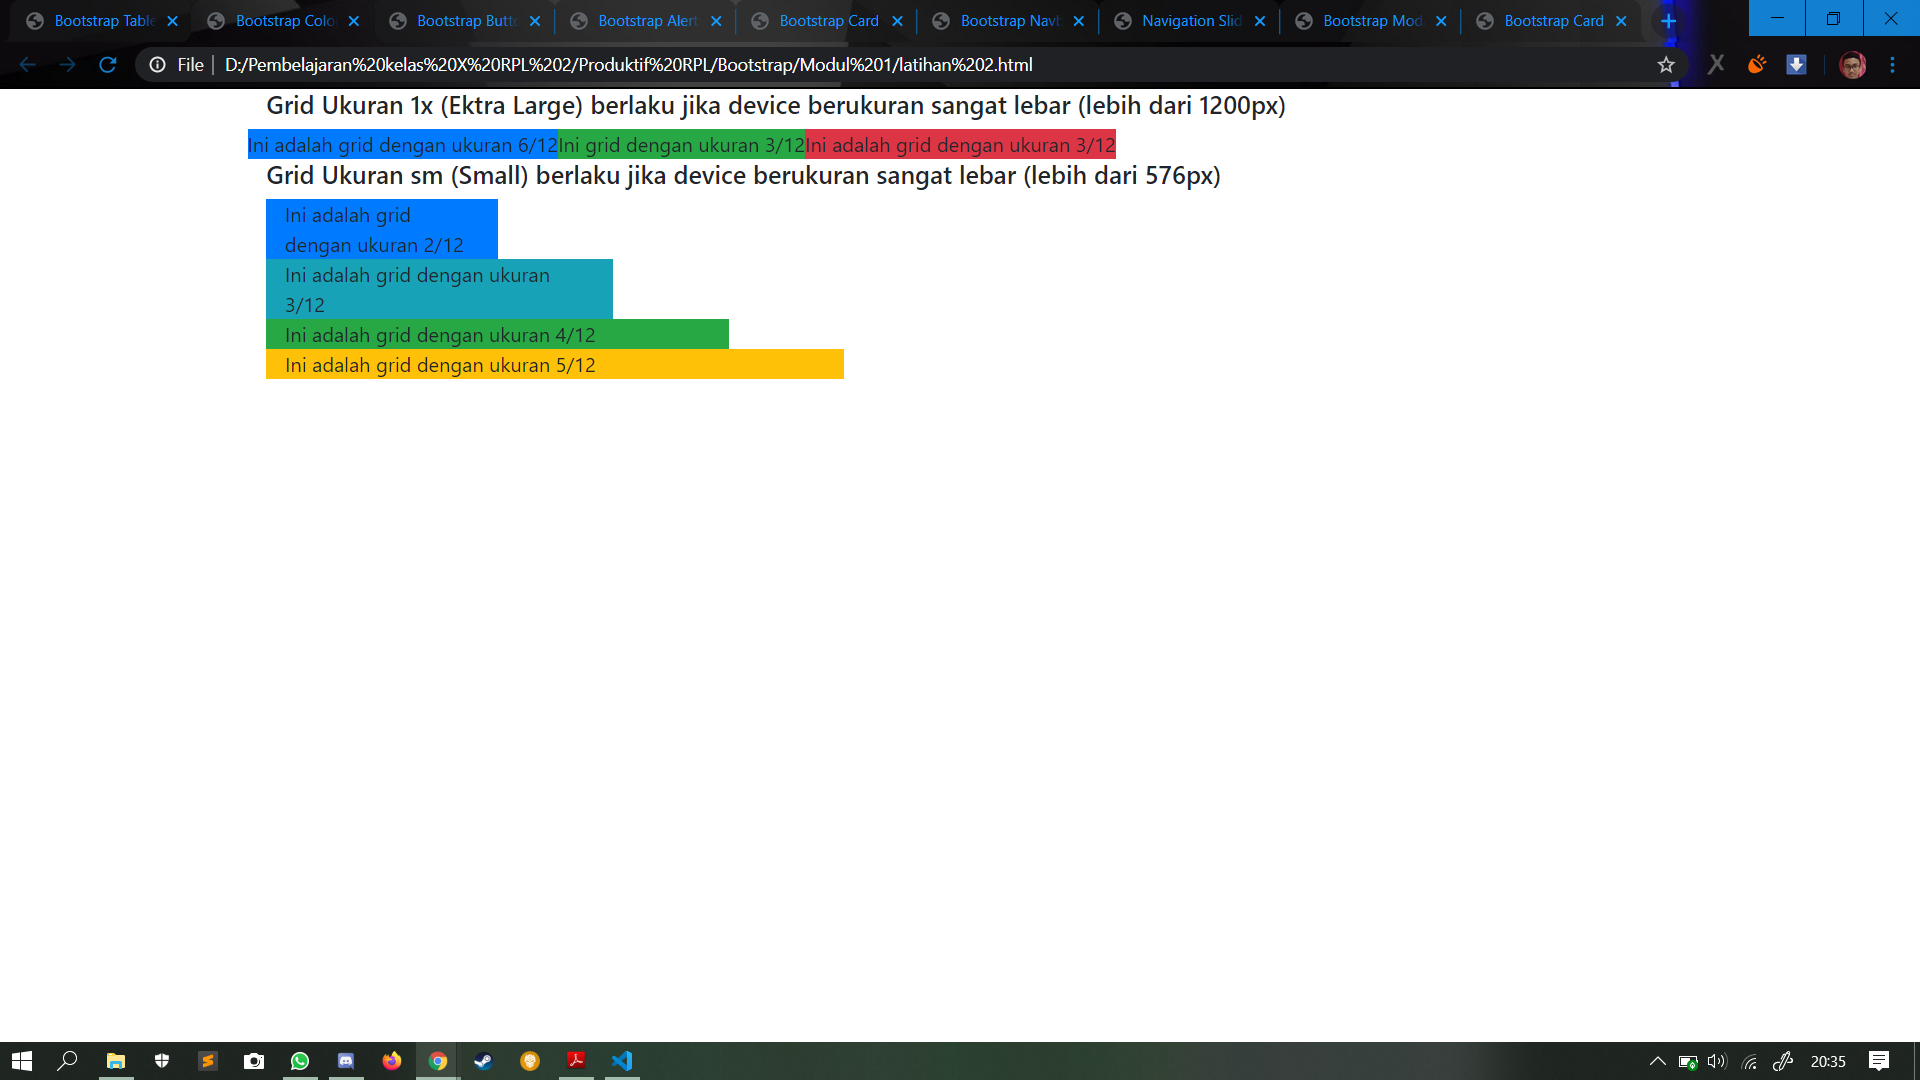 Bootstrap Table
Bootstrap Colo
Bootstrap Butt
Bootstrap Alert
Bootstrap Card
Bootstrap Navb
Navigation Slid
Bootstrap Mod
Bootstrap Card
File
D:/Pembelajaran%20kelas%20X%20RPL%202/Produktif%20RPL/Bootstrap/Modul%201/latihan%202.html
Grid Ukuran 1x (Ektra Large) berlaku jika device berukuran sangat lebar (lebih dari 1200px)
Ini adalah grid dengan ukuran 6/12 Ini grid dengan ukuran 3/12 Ini adalah grid dengan ukuran 3/12
Grid Ukuran sm (Small) berlaku jika device berukuran sangat lebar (lebih dari 576px)
Ini adalah grid
dengan ukuran 2/12
Ini adalah grid dengan ukuran
3/12
Ini adalah grid dengan ukuran 4/12
Ini adalah grid dengan ukuran 5/12
20:35